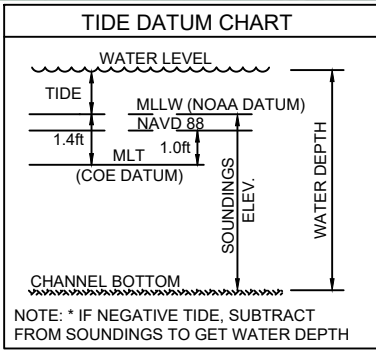 TIDE DATUM CHART
WATER LEVEL
TIDE
MLLW (NOAA DATUM)
NAVD 88
1.4ft
1.0ft
MLT
(COE DATUM)
SOUNDINGS
ELEV.
WATER DEPTH
CHANNEL BOTTOM
NOTE: * IF NEGATIVE TIDE, SUBTRACT
FROM SOUNDINGS TO GET WATER DEPTH